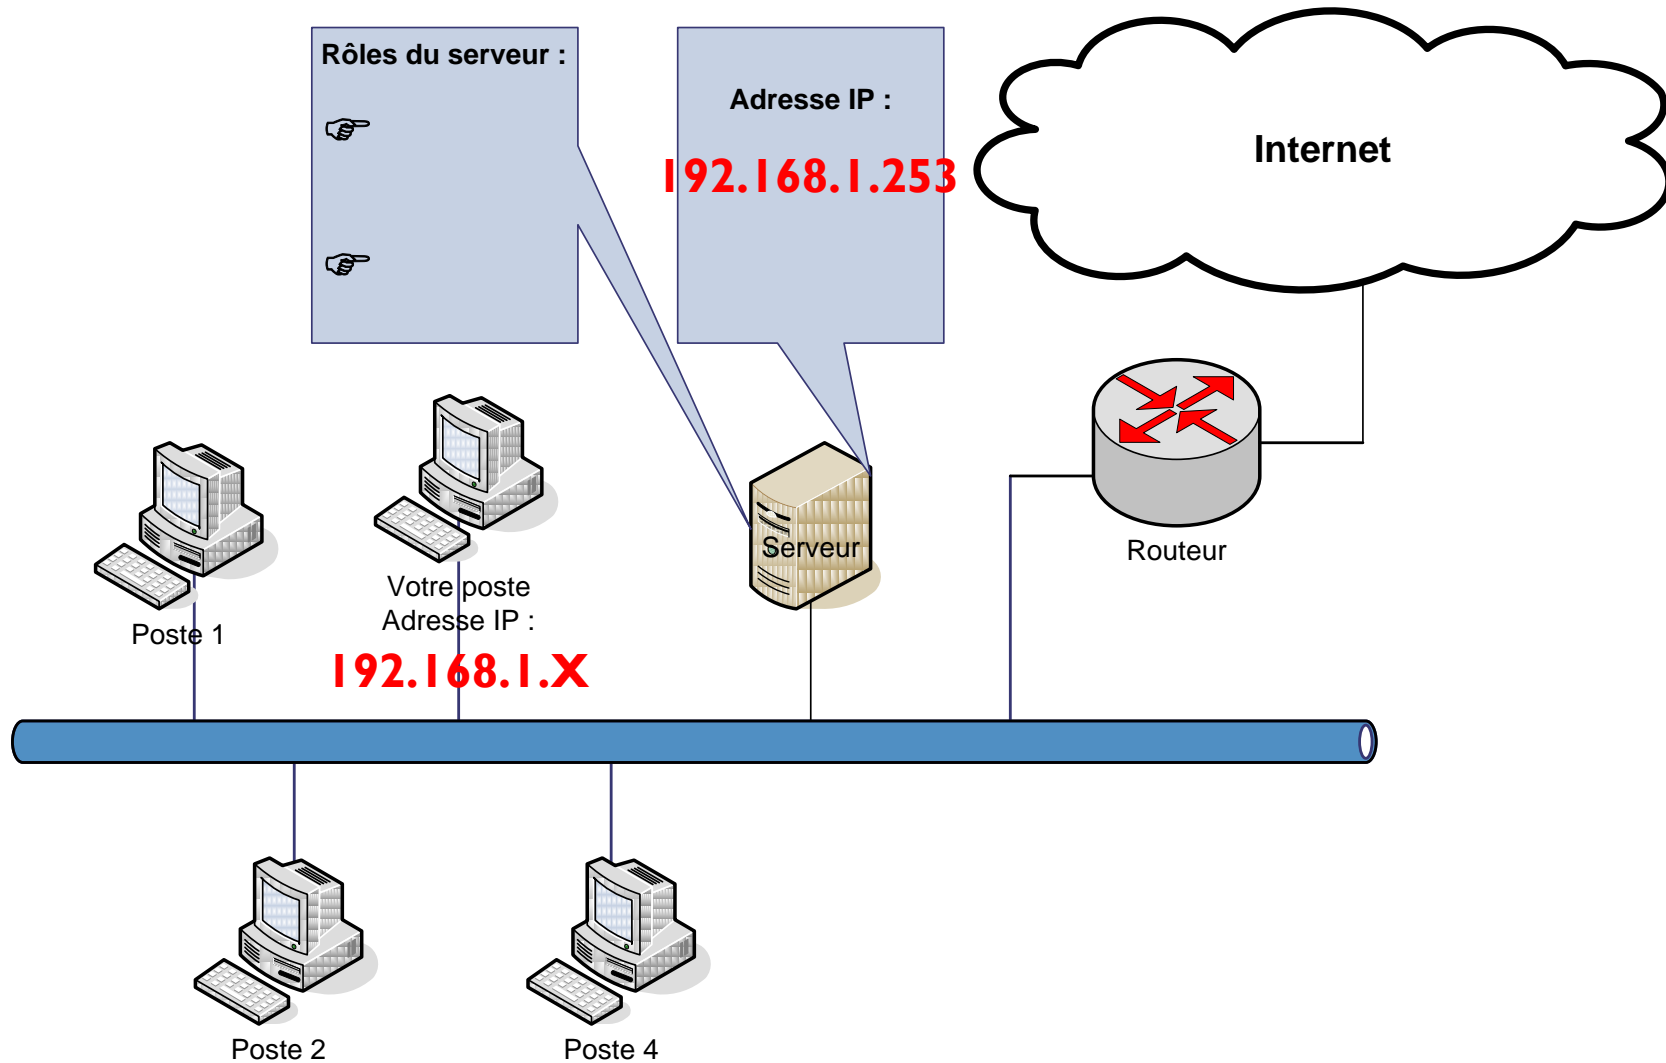 Rôles du serveur :
☞
☞
Adresse IP :
192.168.1.253
Internet
Routeur
Serveur
Votre poste
Adresse IP :
192.168.1.X
Poste 1
Poste 2
Poste 4